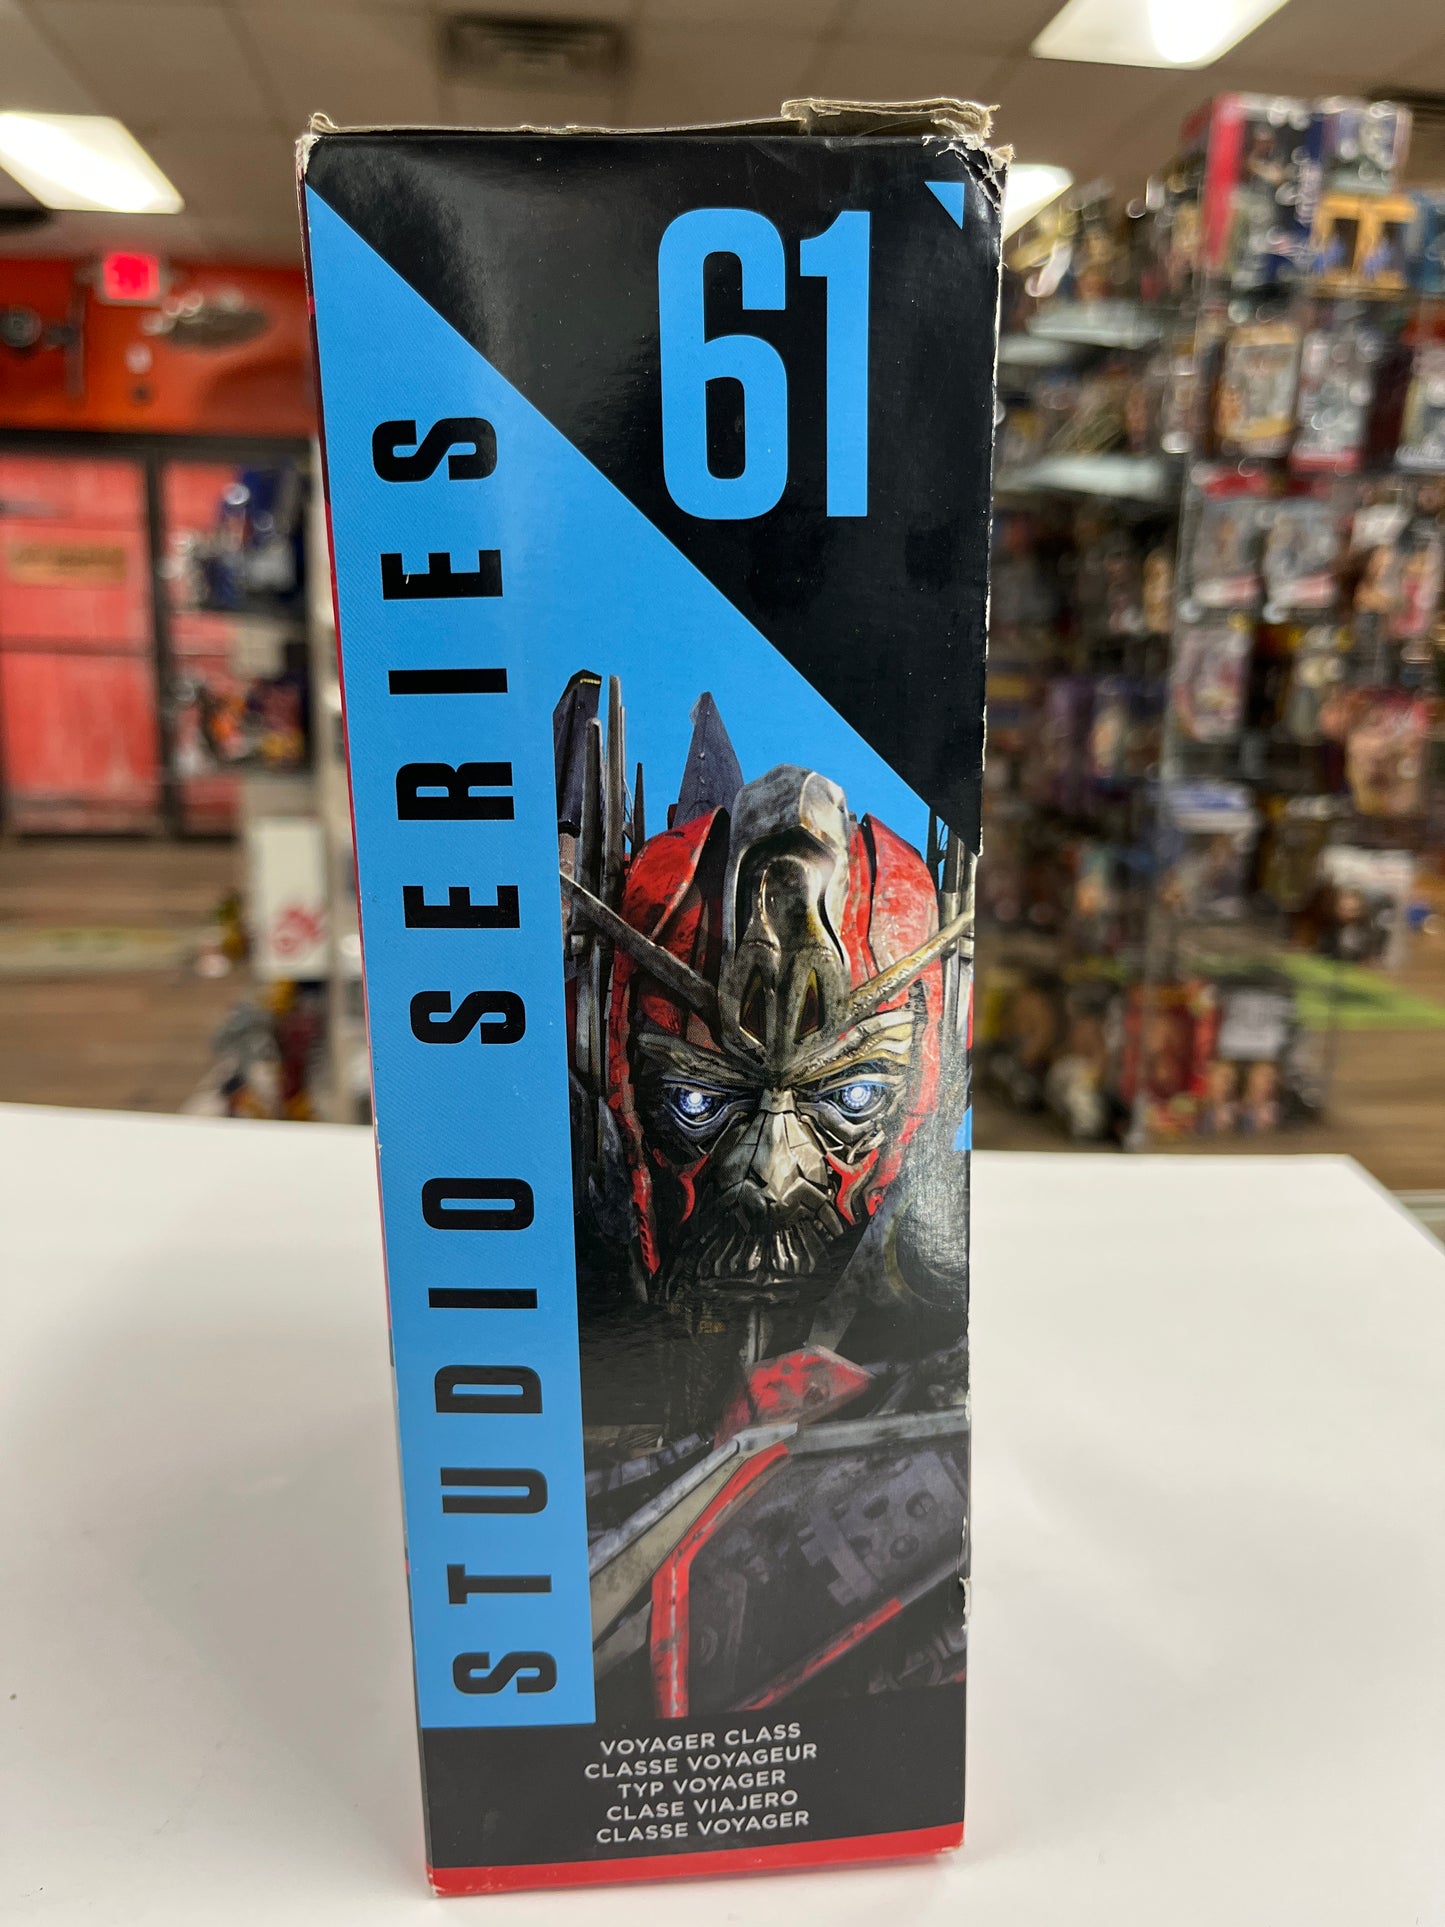 61
STUDIO SERIES
VOYAGER CLASS
CLASSE VOYAGEUR
TYP VOYAGER
CLASE VIAJERO
CLASSE VOYAGER